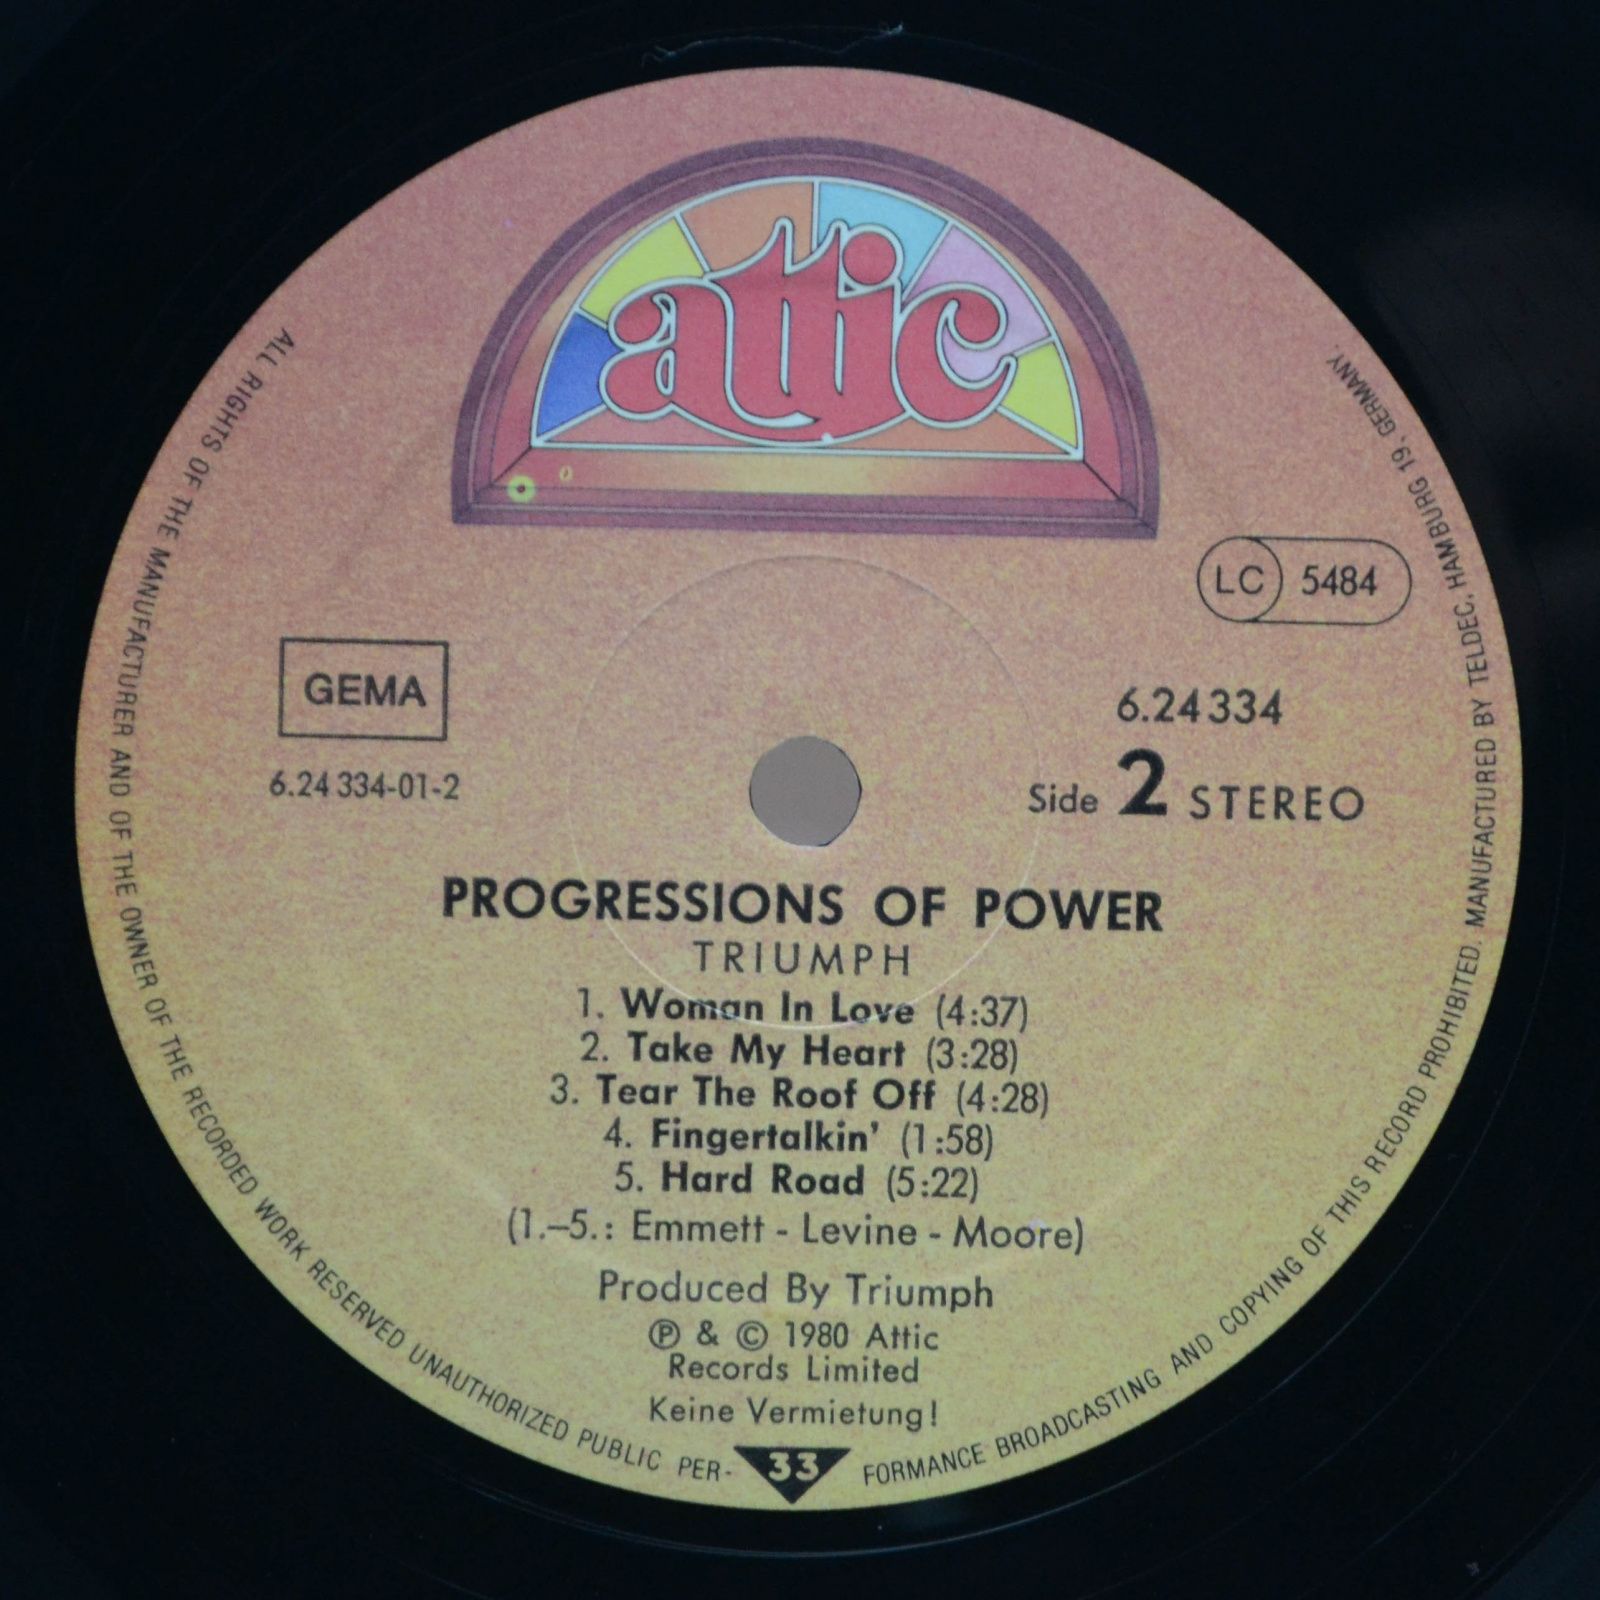 attic
LC 5484
GEMA
6.24334
6.24334-01-2
Side 2 STEREO
PROGRESSIONS OF POWER
TRIUMPH
1. Woman In Love (4:37)
2. Take My Heart (3:28)
3. Tear The Roof Off (4:28)
4. Fingertalkin' (1:58)
5. Hard Road (5:22)
(1.–5.: Emmett - Levine - Moore)
Produced By Triumph
℗ & © 1980 Attic
Records Limited
Keine Vermietung!
33
ALL RIGHTS OF THE MANUFACTURER AND OF THE OWNER OF THE RECORDED WORK RESERVED UNAUTHORIZED PUBLIC PER-FORMANCE BROADCASTING AND COPYING OF THIS RECORD PROHIBITED. MANUFACTURED BY TELDEC, HAMBURG 19, GERMANY.